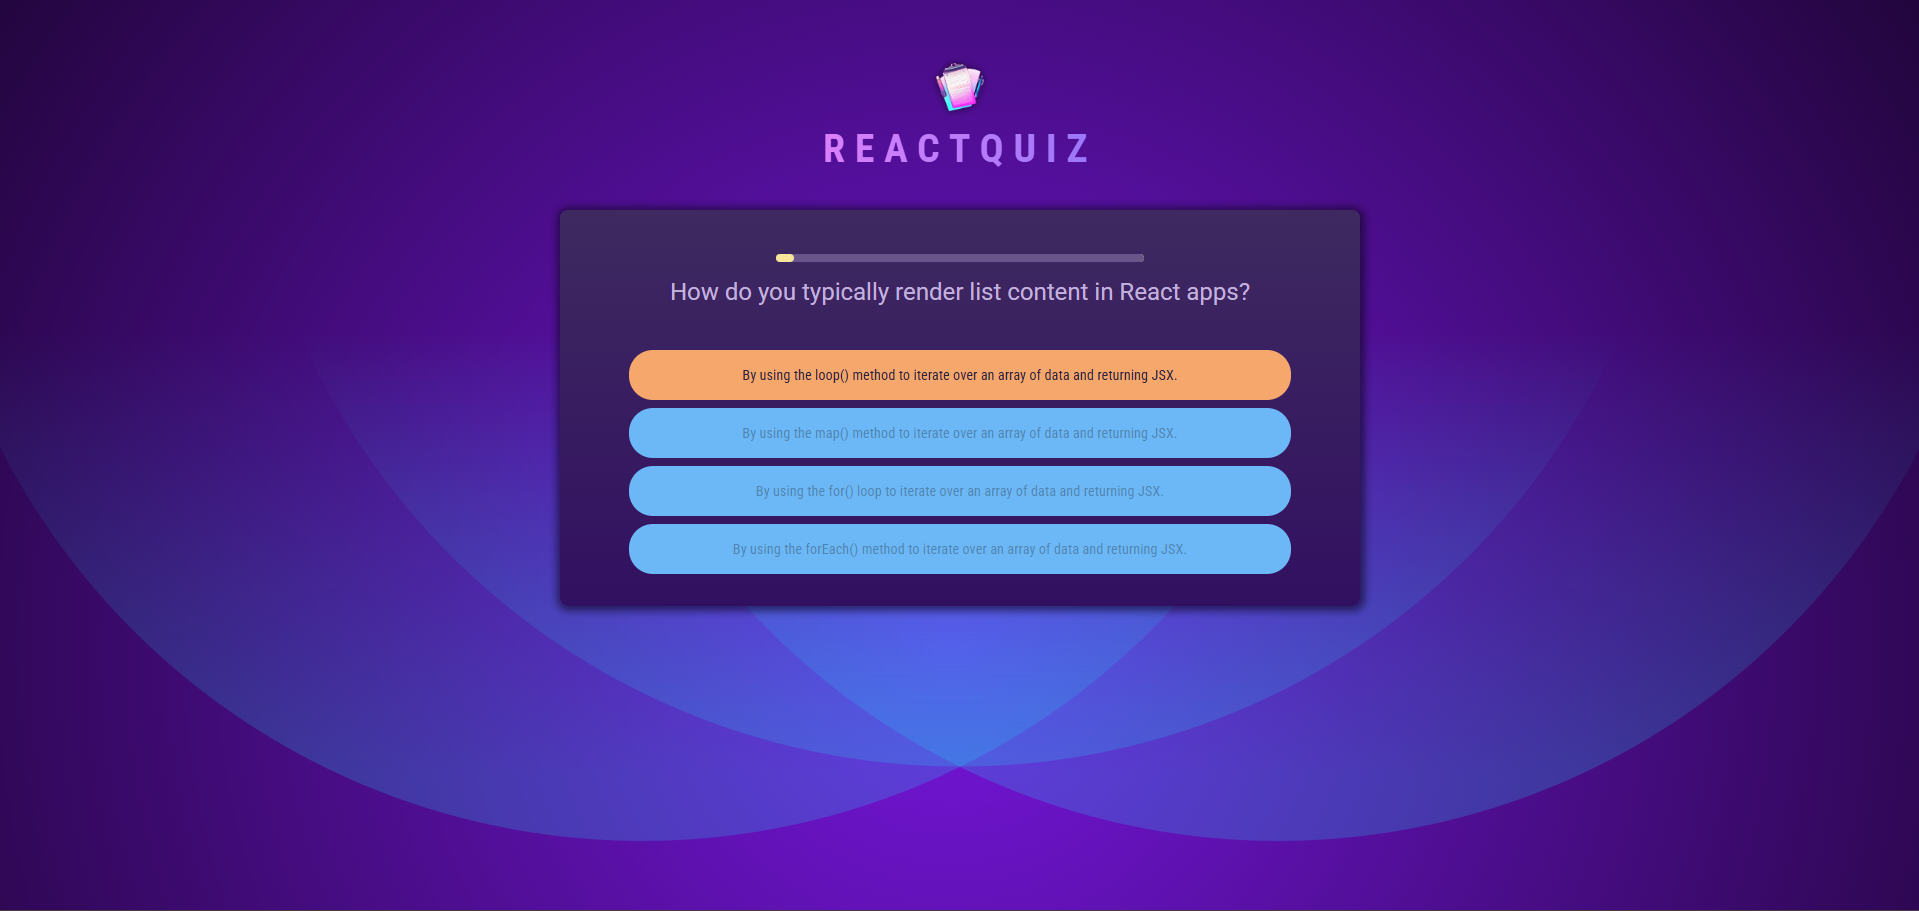 REACTQUIZ
How do you typically render list content in React apps?
By using the loop() method to iterate over an array of data and returning JSX.
By using the map() method to iterate over an array of data and returning JSX.
By using the for() loop to iterate over an array of data and returning JSX.
By using the forEach() method to iterate over an array of data and returning JSX.